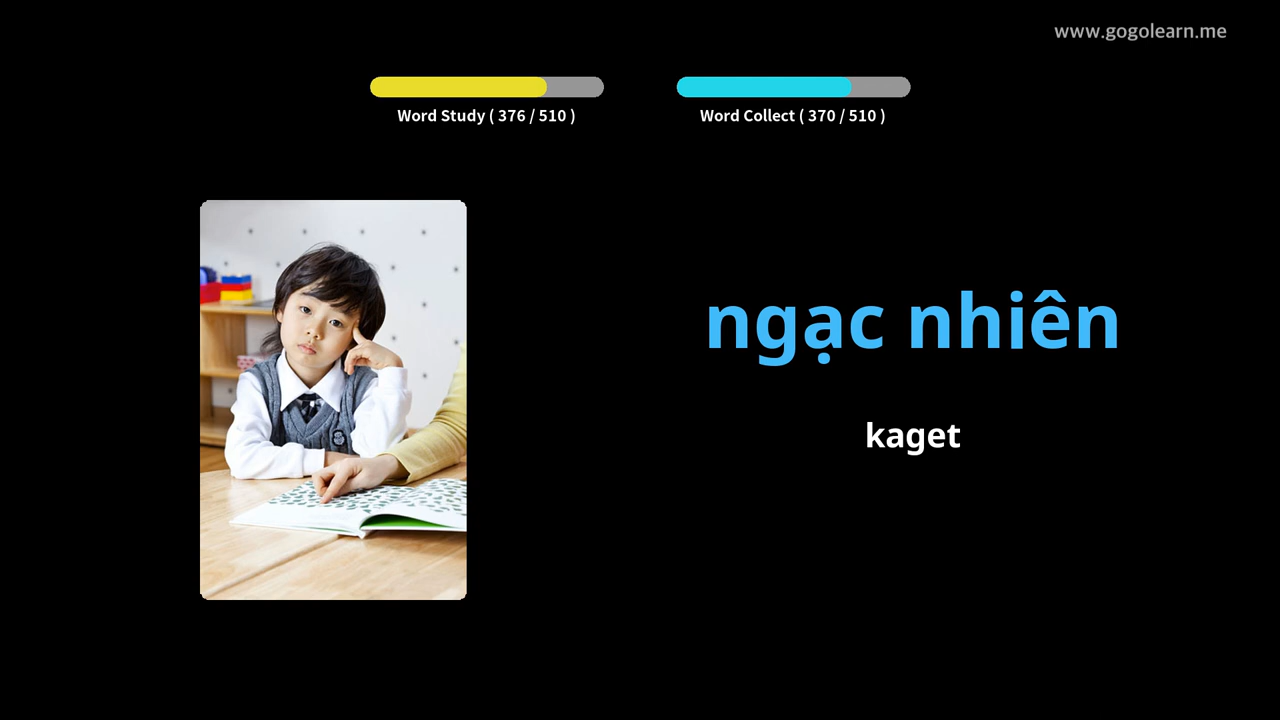 www.gogolearn.me
Word Study ( 376 / 510 )
Word Collect ( 370 / 510 )
ngạc nhiên
kaget